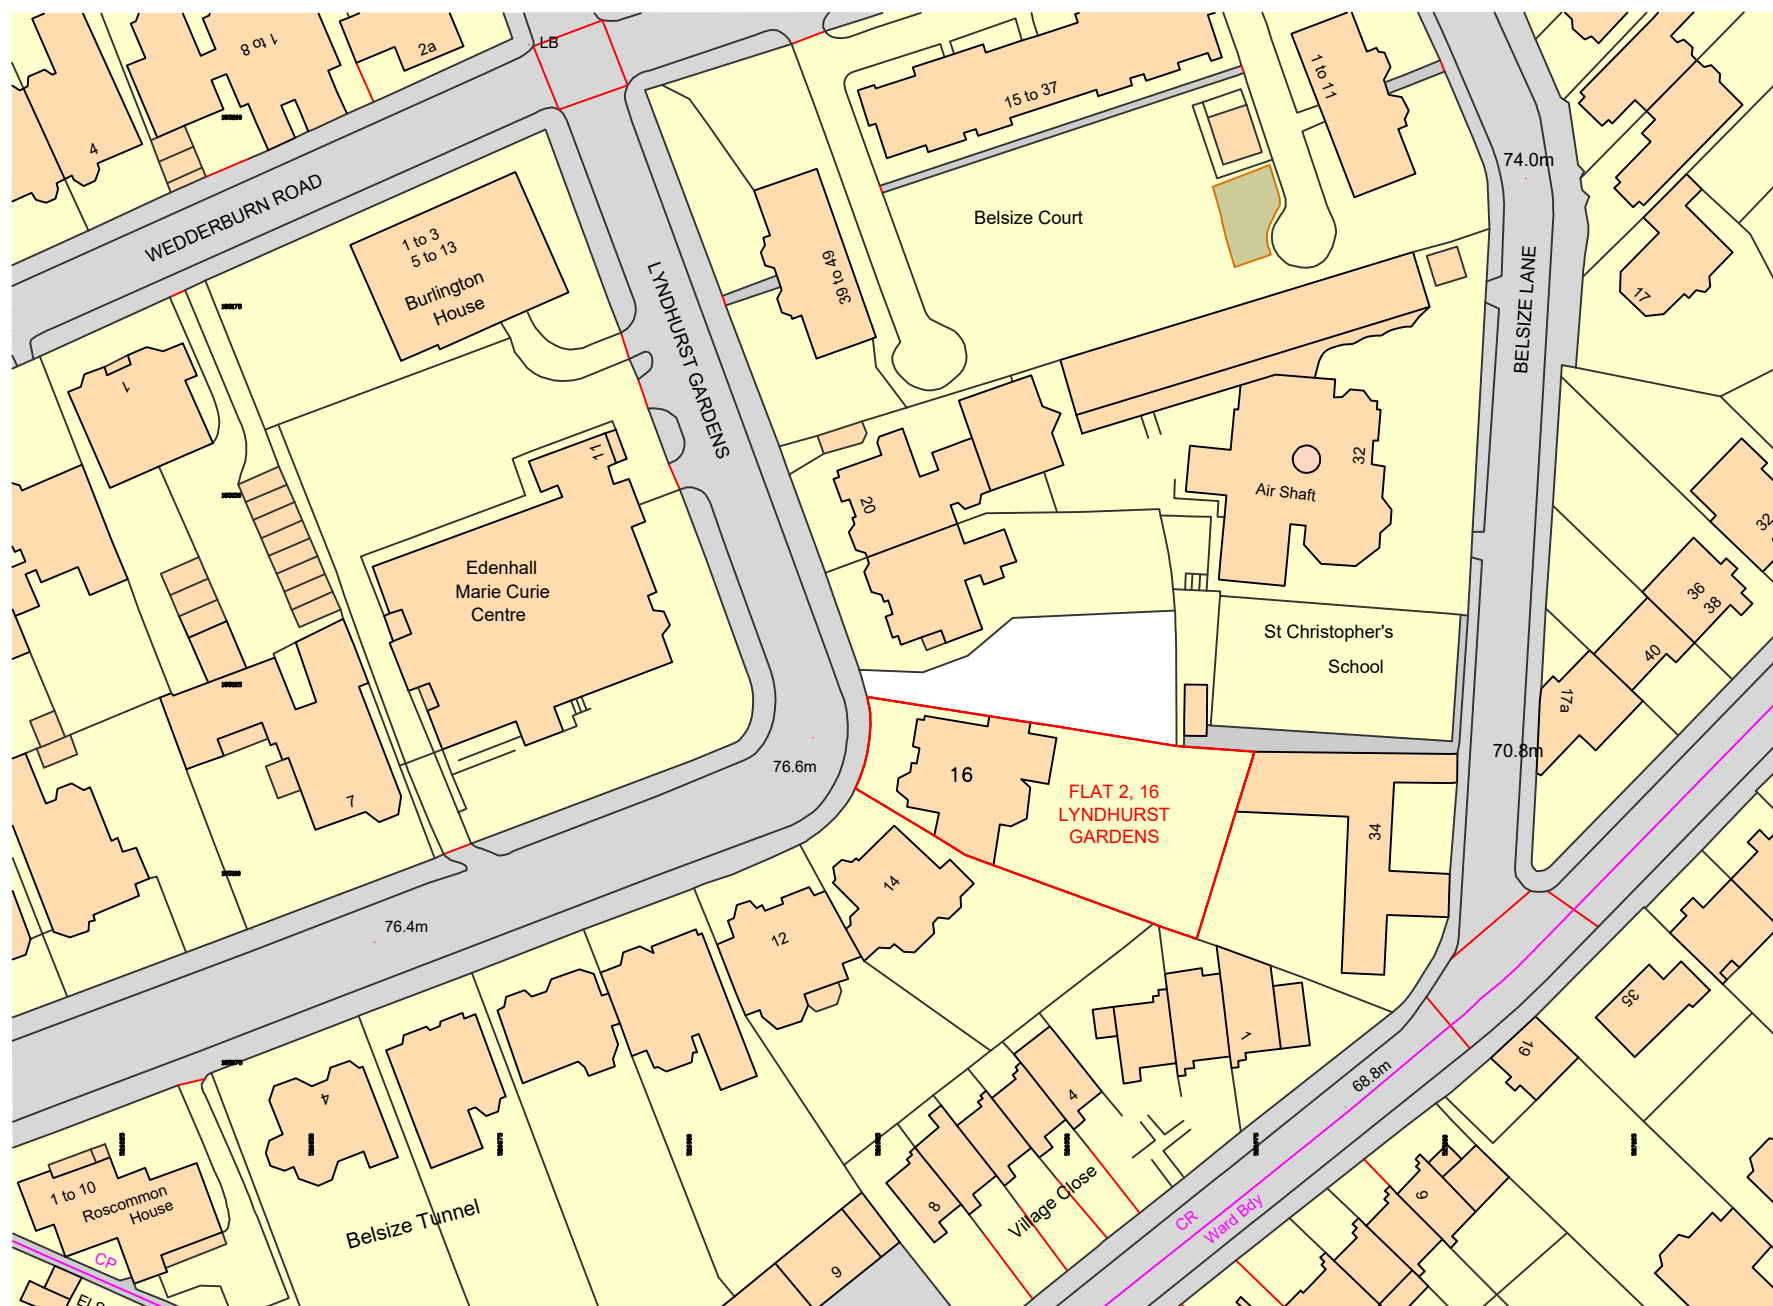 1 to 8
2a
LB
4
15 to 37
1 to 11
74.0m
WEDDERBURN ROAD
1 to 3
5 to 13
Burlington
House
LYNDHURST GARDENS
39 to 49
Belsize Court
BELSIZE LANE
17
1
11
20
32
Air Shaft
32
Edenhall
Marie Curie
Centre
St Christopher's
School
36
38
40
17a
70.8m
7
76.6m
16
FLAT 2, 16
LYNDHURST
GARDENS
34
14
12
76.4m
35
19
1
4
4
68.8m
8
Village Close
CR
Ward Bdy
9
1 to 10
Roscommon
House
Belsize Tunnel
CP
9